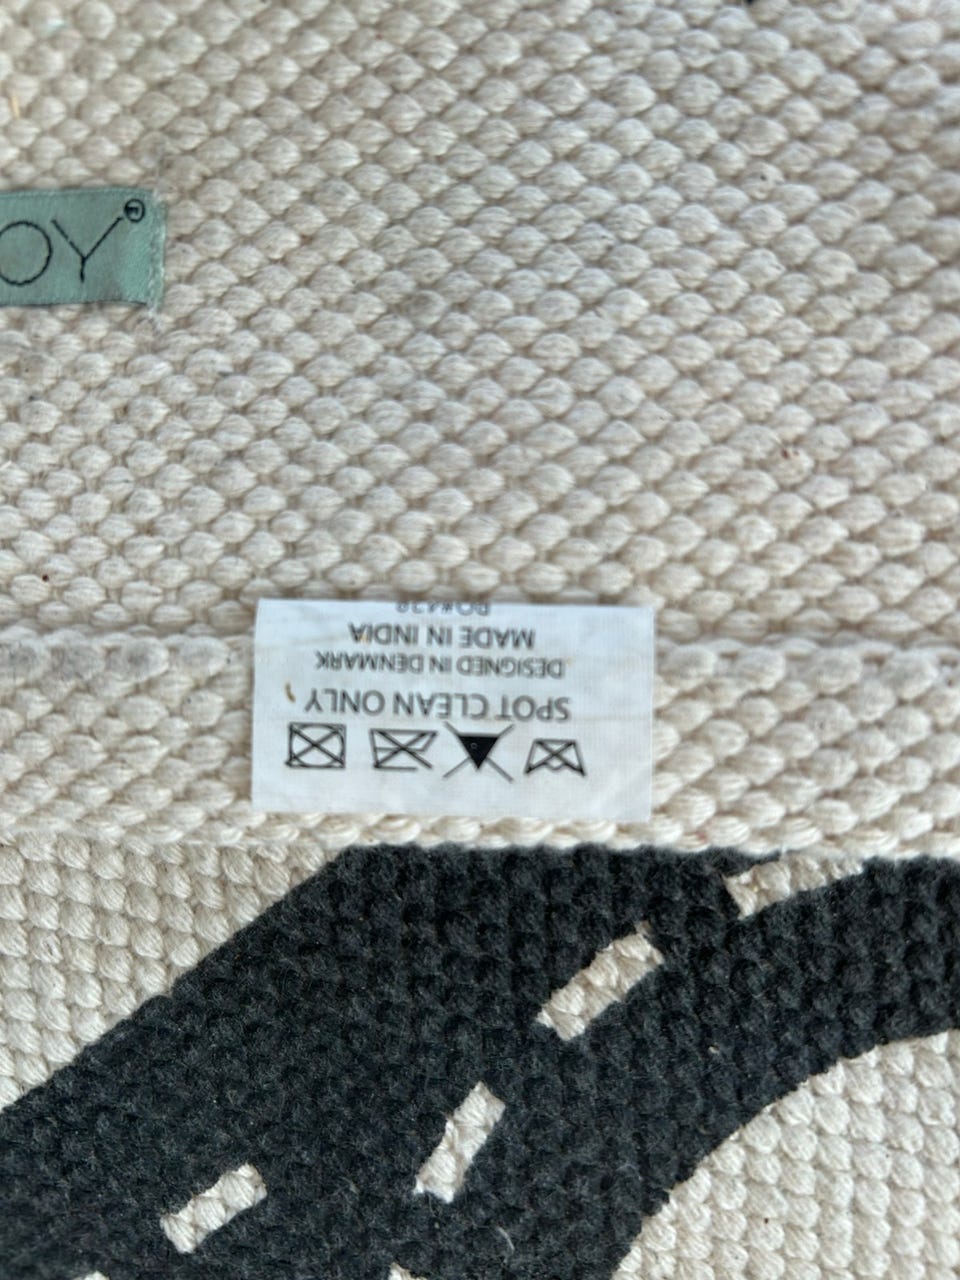 OY®
SPOT CLEAN ONLY
DESIGNED IN DENMARK
MADE IN INDIA